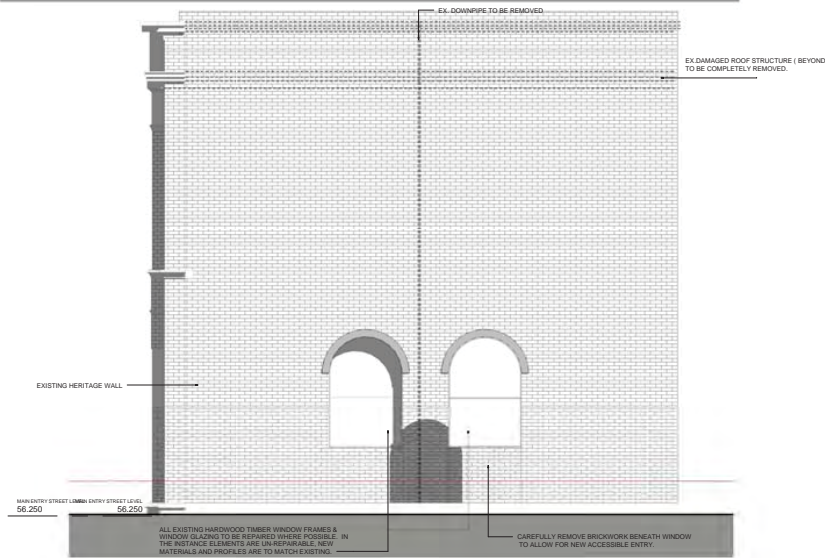 EX. DOWNPIPE TO BE REMOVED
EX.DAMAGED ROOF STRUCTURE ( BEYOND
TO BE COMPLETELY REMOVED.
EXISTING HERITAGE WALL
MAIN ENTRY STREET LEVEL
56.250
MAIN ENTRY STREET LEVEL
56.250
ALL EXISTING HARDWOOD TIMBER WINDOW FRAMES &
WINDOW GLAZING TO BE REPAIRED WHERE POSSIBLE. IN
THE INSTANCE ELEMENTS ARE UN-REPAIRABLE, NEW
MATERIALS AND PROFILES ARE TO MATCH EXISTING.
CAREFULLY REMOVE BRICKWORK BENEATH WINDOW
TO ALLOW FOR NEW ACCESSIBLE ENTRY.